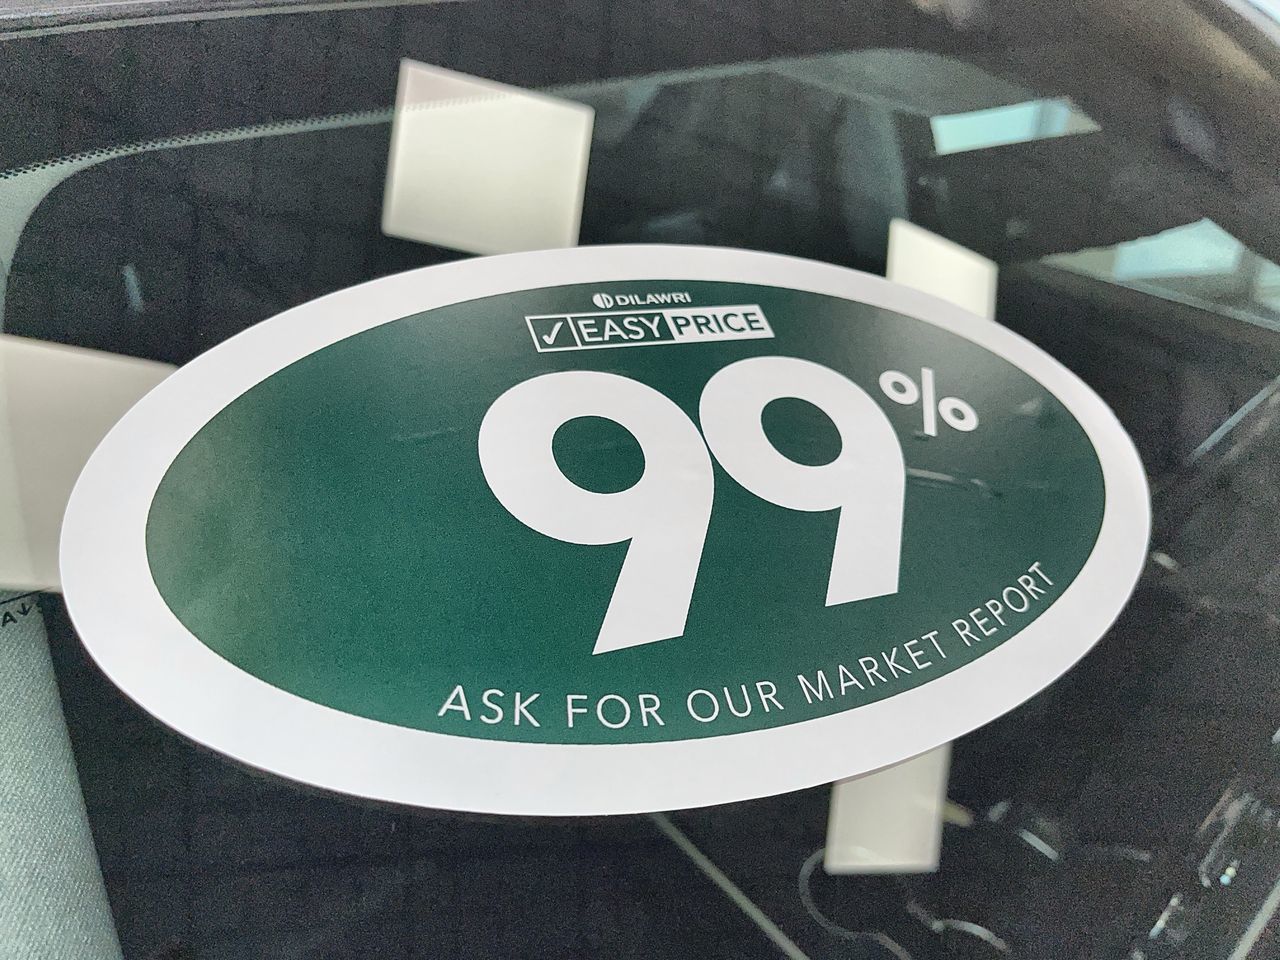 DILAWRI
✓ EASY PRICE
99%
ASK FOR OUR MARKET REPORT